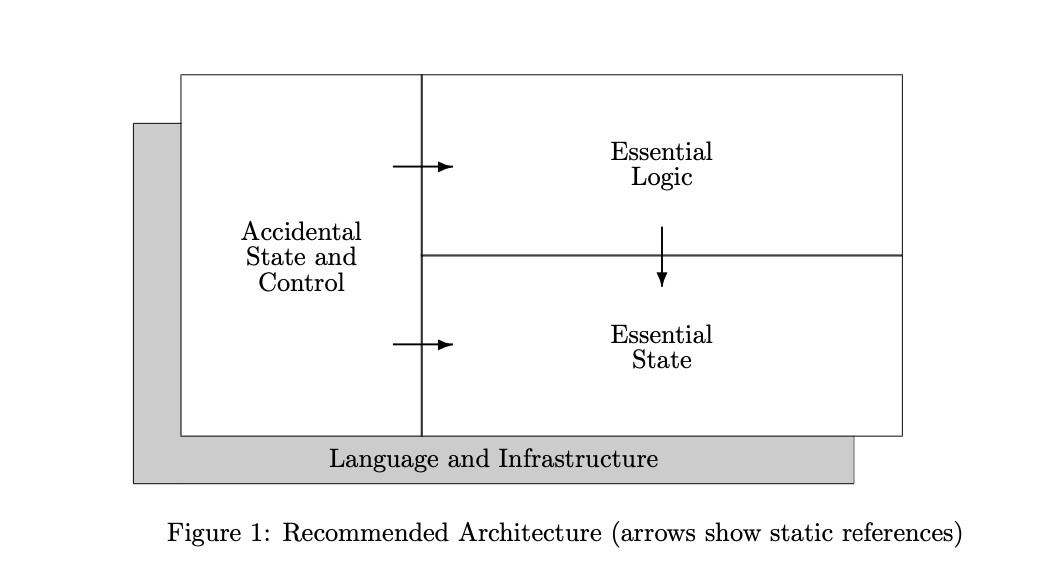 Essential
Logic
Accidental
State and
Control
Essential
State
Language and Infrastructure
Figure 1: Recommended Architecture (arrows show static references)